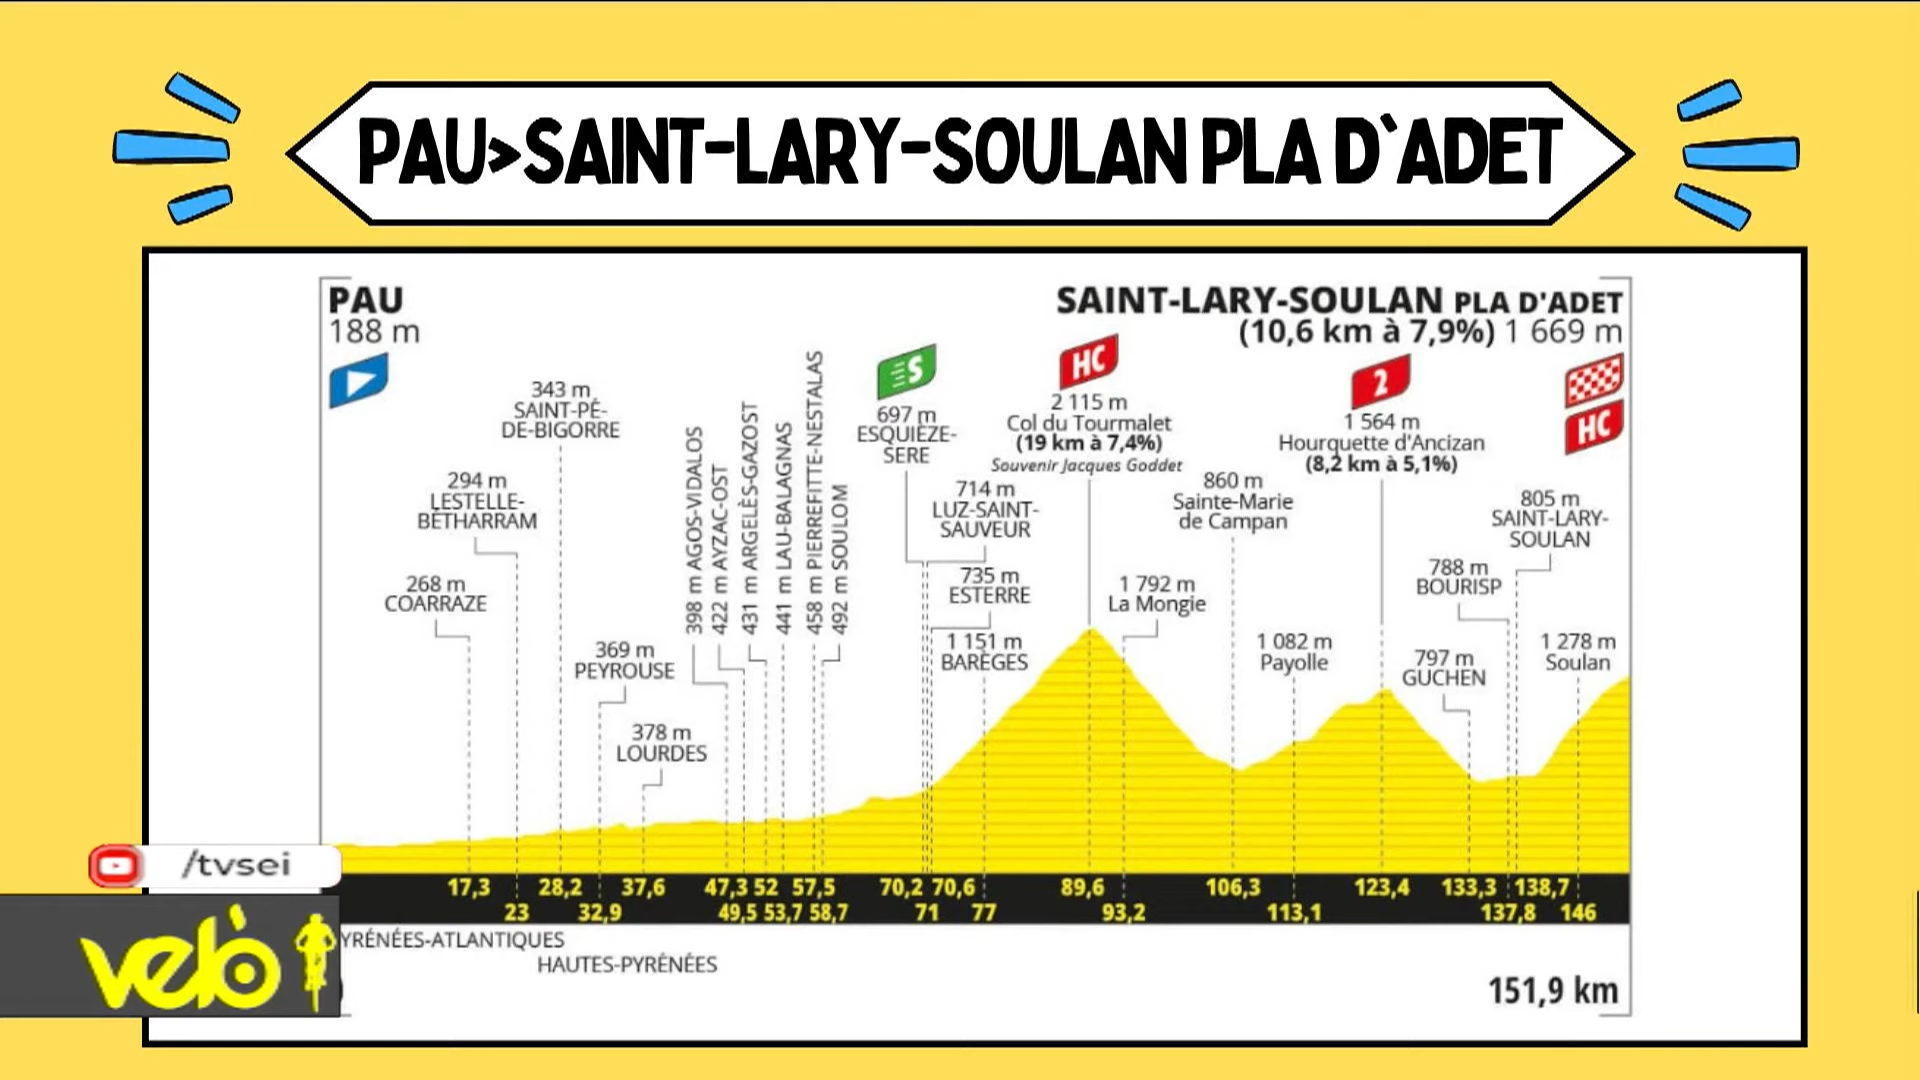 PAU>SAINT-LARY-SOULAN PLA D`ADET
PAU
188 m
SAINT-LARY-SOULAN PLA D'ADET
(10,6 km à 7,9%) 1 669 m
343 m
SAINT-PÉ-
DE-BIGORRE
294 m
LESTELLE-
BÉTHARRAM
268 m
COARRAZE
369 m
PEYROUSE
378 m
LOURDES
398 m AGOS-VIDALOS
422 m AYZAC-OST
431 m ARGELÈS-GAZOST
441 m LAU-BALAGNAS
458 m PIERREFITTE-NESTALAS
492 m SOULOM
S
697 m
ESQUIÈZE-
SÈRE
714 m
LUZ-SAINT-
SAUVEUR
735 m
ESTERRE
1 151 m
BARÈGES
HC
2 115 m
Col du Tourmalet
(19 km à 7,4%)
Souvenir Jacques Goddet
1 792 m
La Mongie
860 m
Sainte-Marie
de Campan
1 082 m
Payolle
2
1 564 m
Hourquette d'Ancizan
(8,2 km à 5,1%)
797 m
GUCHEN
788 m
BOURISP
805 m
SAINT-LARY-
SOULAN
1 278 m
Soulan
HC
17,3 28,2 37,6 47,3 52 57,5 70,2 70,6 89,6 106,3 123,4 133,3 138,7
23 32,9 49,5 53,7 58,7 71 77 93,2 113,1 137,8 146
YRÉNÉES-ATLANTIQUES
HAUTES-PYRÉNÉES
151,9 km
/tvsei
velò